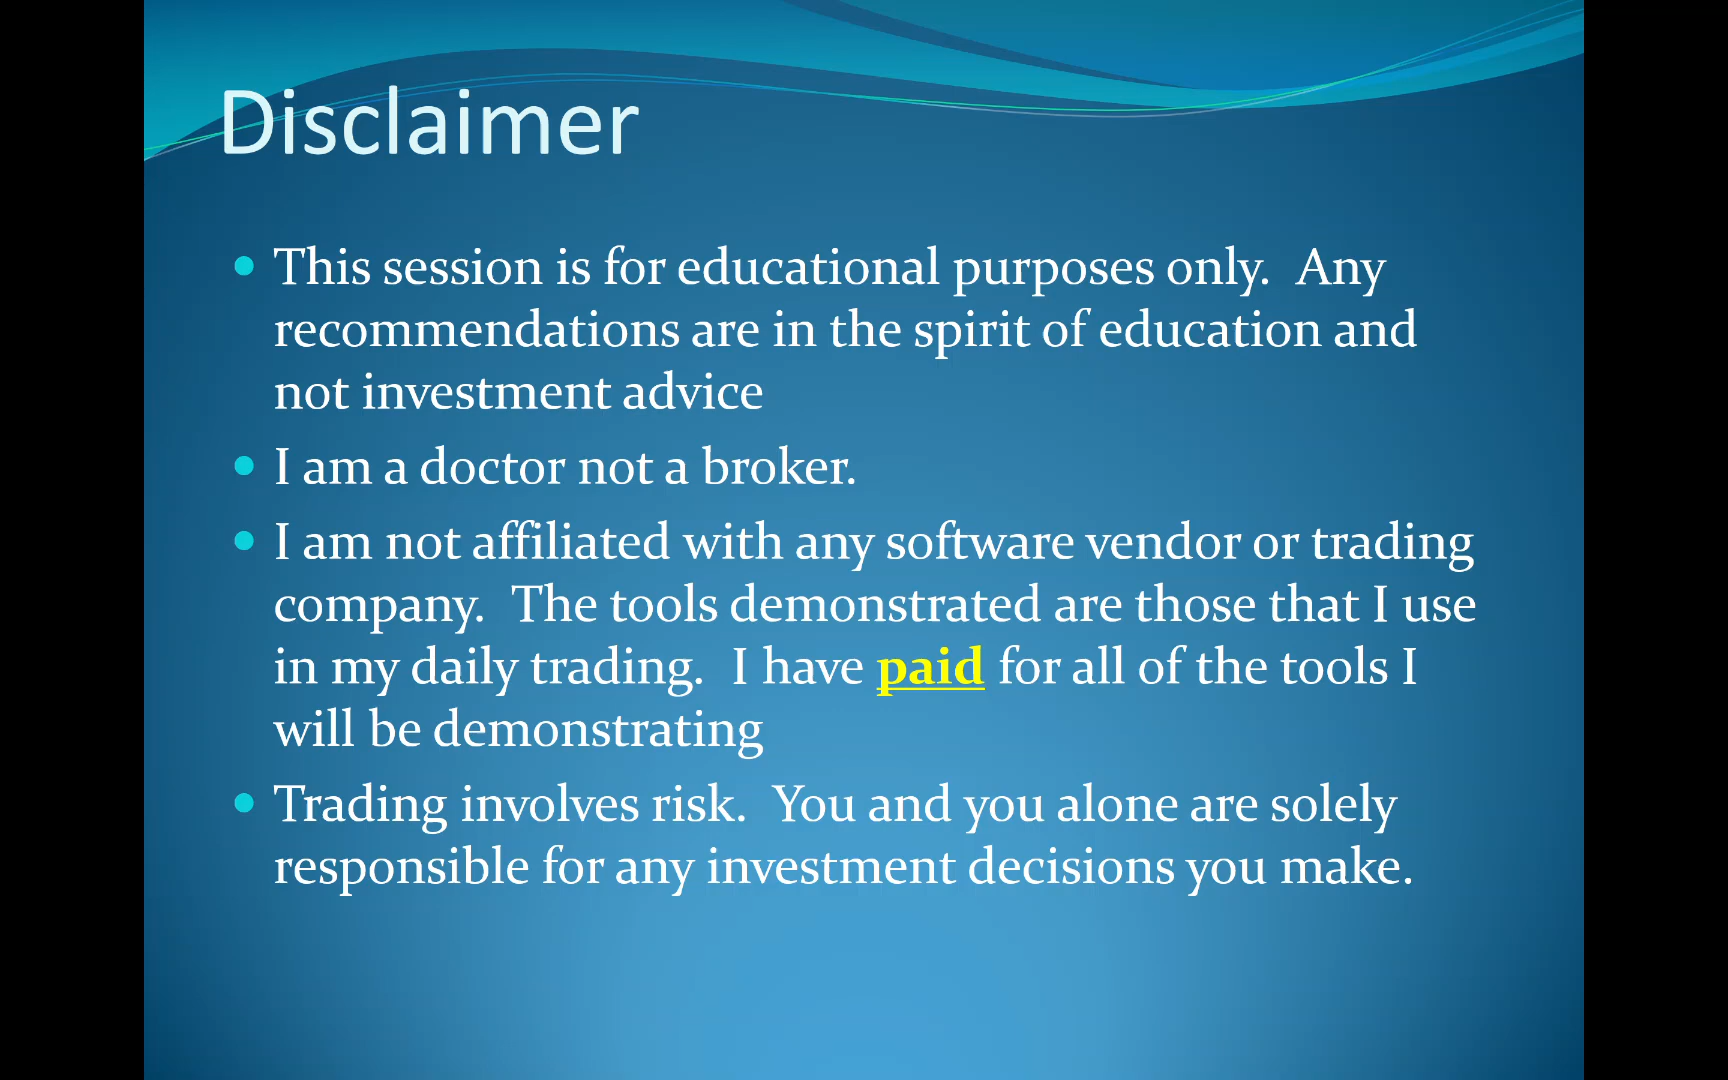 Disclaimer
This session is for educational purposes only.  Any
recommendations are in the spirit of education and
not investment advice
I am a doctor not a broker.
I am not affiliated with any software vendor or trading
company.  The tools demonstrated are those that I use
in my daily trading.  I have paid for all of the tools I
will be demonstrating
Trading involves risk.  You and you alone are solely
responsible for any investment decisions you make.